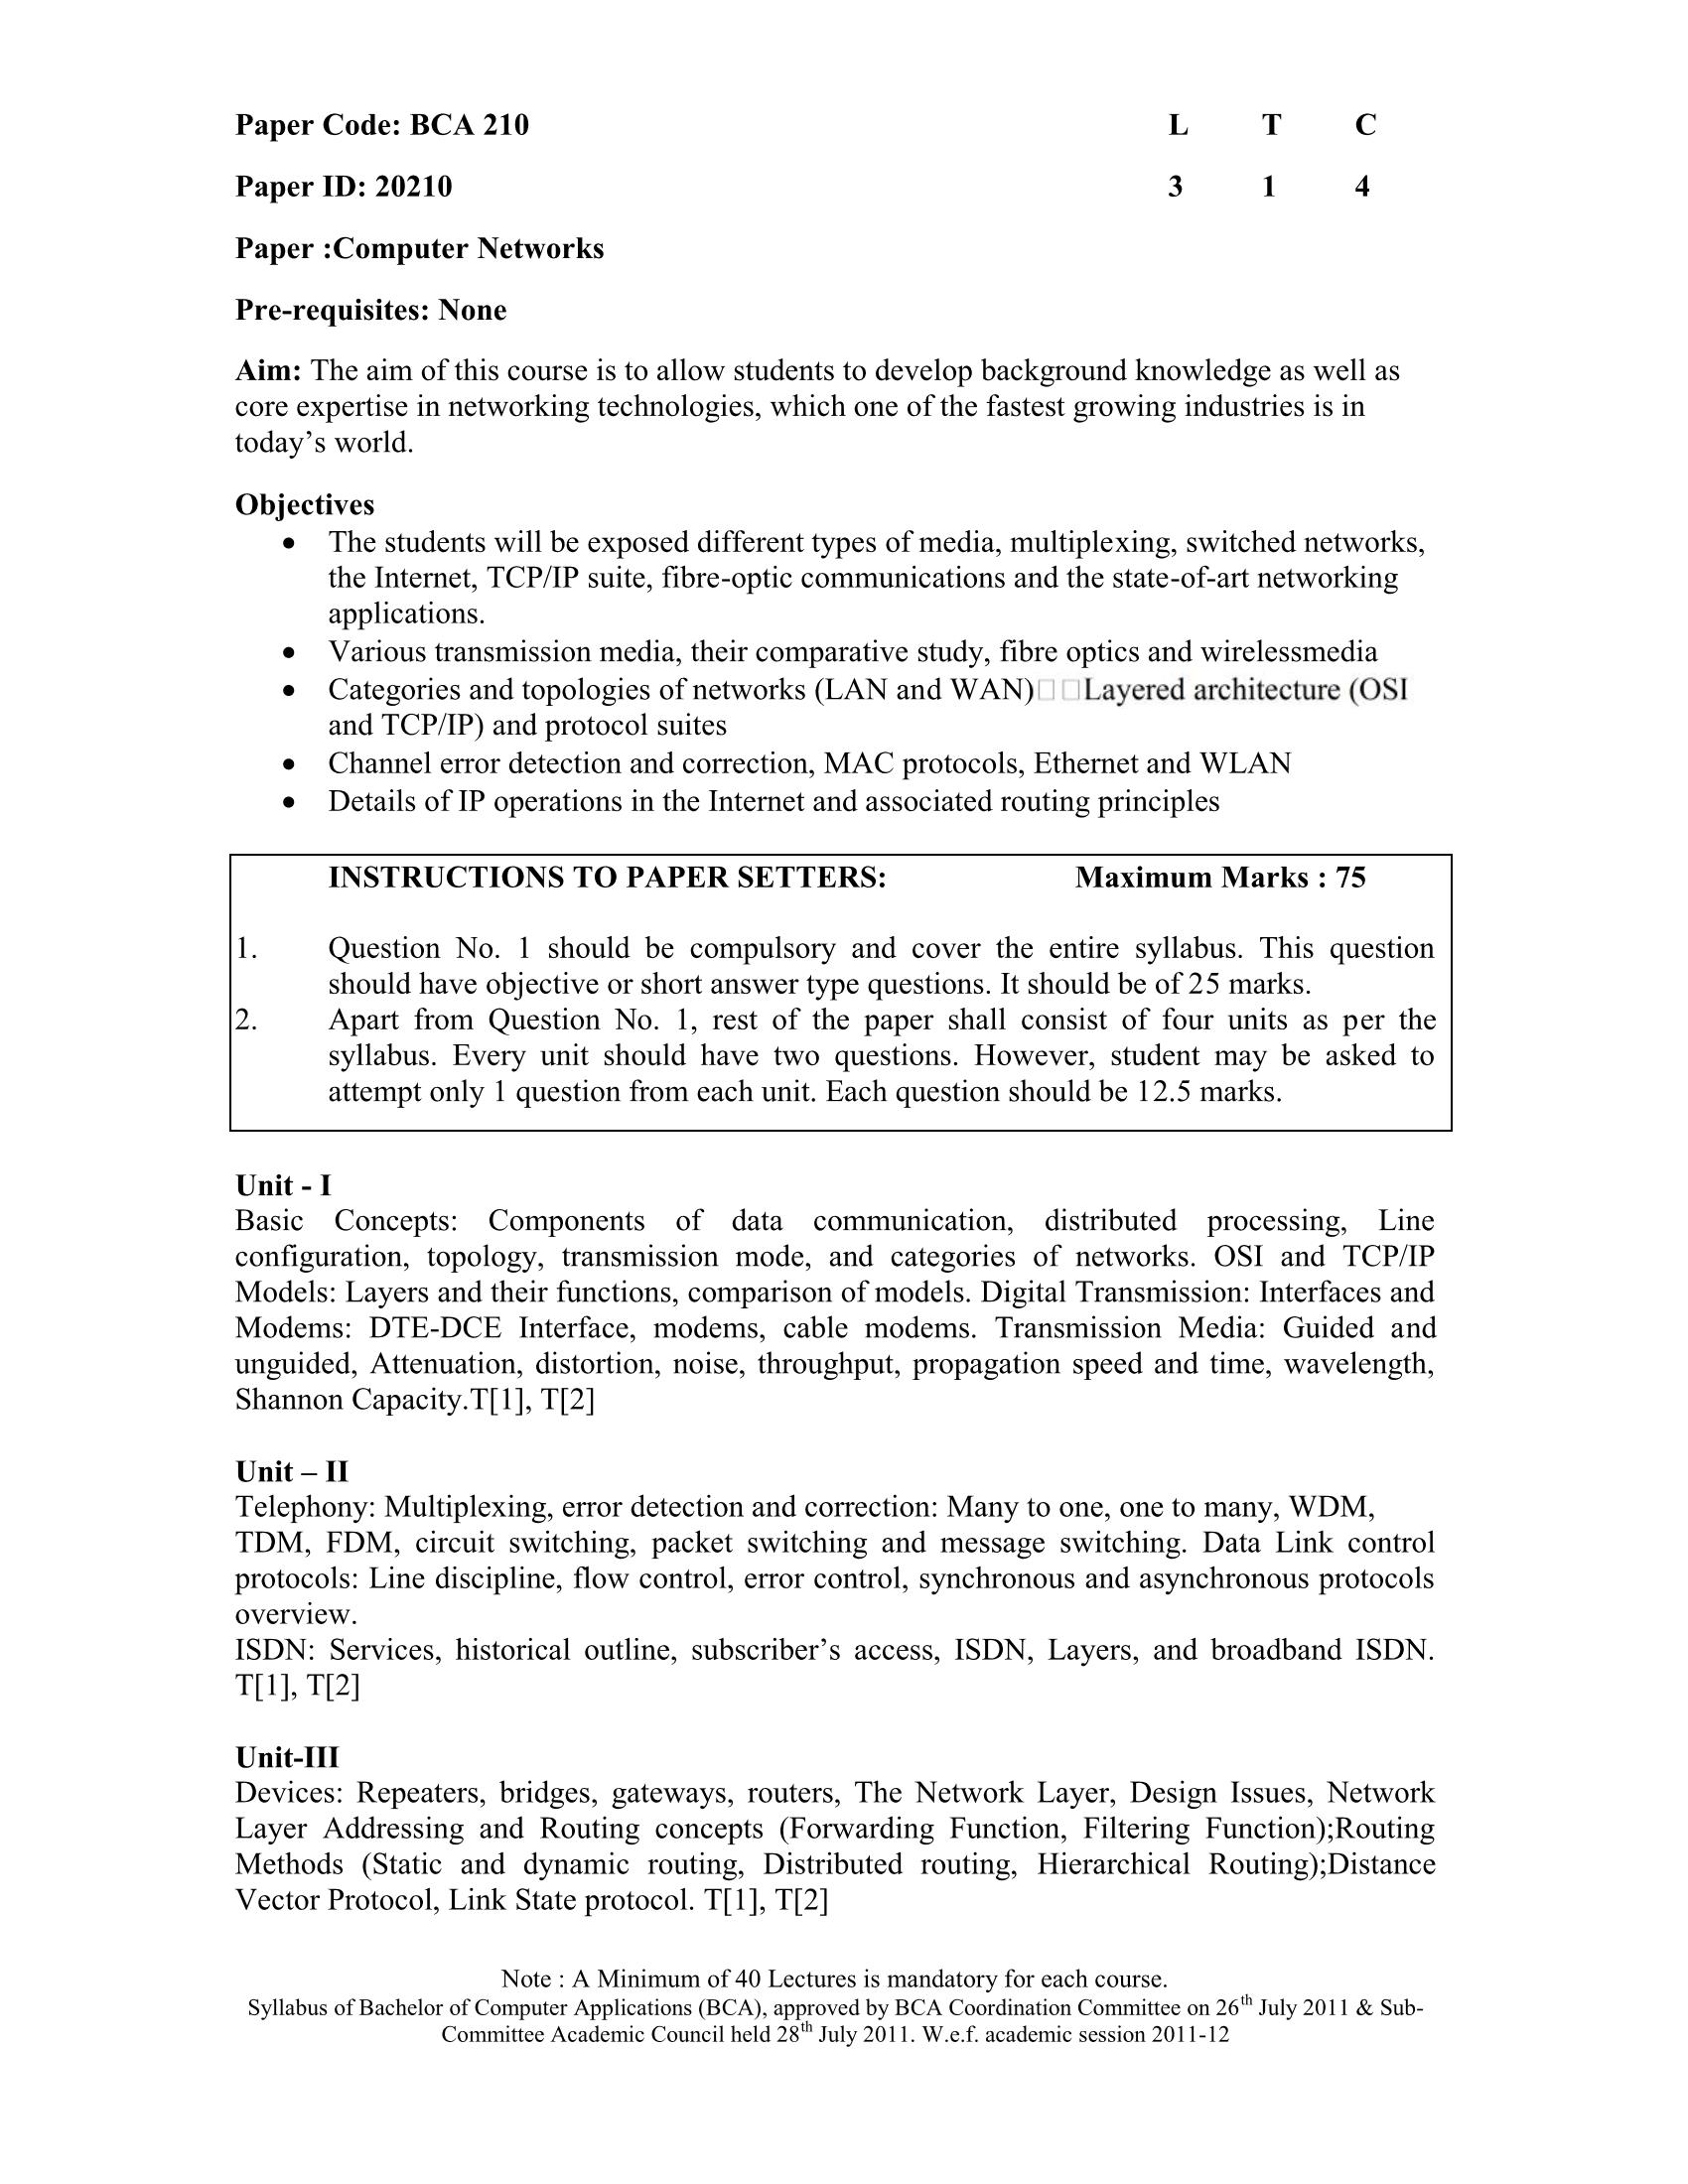 Paper Code: BCA 210 L T C
Paper ID: 20210 3 1 4
Paper :Computer Networks
Pre-requisites: None
Aim: The aim of this course is to allow students to develop background knowledge as well as
core expertise in networking technologies, which one of the fastest growing industries is in
today’s world.
Objectives
• The students will be exposed different types of media, multiplexing, switched networks,
the Internet, TCP/IP suite, fibre-optic communications and the state-of-art networking
applications.
• Various transmission media, their comparative study, fibre optics and wirelessmedia
• Categories and topologies of networks (LAN and WAN)□□Layered architecture (OSI
and TCP/IP) and protocol suites
• Channel error detection and correction, MAC protocols, Ethernet and WLAN
• Details of IP operations in the Internet and associated routing principles
INSTRUCTIONS TO PAPER SETTERS: Maximum Marks : 75
1. Question No. 1 should be compulsory and cover the entire syllabus. This question
should have objective or short answer type questions. It should be of 25 marks.
2. Apart from Question No. 1, rest of the paper shall consist of four units as per the
syllabus. Every unit should have two questions. However, student may be asked to
attempt only 1 question from each unit. Each question should be 12.5 marks.
Unit - I
Basic Concepts: Components of data communication, distributed processing, Line
configuration, topology, transmission mode, and categories of networks. OSI and TCP/IP
Models: Layers and their functions, comparison of models. Digital Transmission: Interfaces and
Modems: DTE-DCE Interface, modems, cable modems. Transmission Media: Guided and
unguided, Attenuation, distortion, noise, throughput, propagation speed and time, wavelength,
Shannon Capacity.T[1], T[2]
Unit – II
Telephony: Multiplexing, error detection and correction: Many to one, one to many, WDM,
TDM, FDM, circuit switching, packet switching and message switching. Data Link control
protocols: Line discipline, flow control, error control, synchronous and asynchronous protocols
overview.
ISDN: Services, historical outline, subscriber’s access, ISDN, Layers, and broadband ISDN.
T[1], T[2]
Unit-III
Devices: Repeaters, bridges, gateways, routers, The Network Layer, Design Issues, Network
Layer Addressing and Routing concepts (Forwarding Function, Filtering Function);Routing
Methods (Static and dynamic routing, Distributed routing, Hierarchical Routing);Distance
Vector Protocol, Link State protocol. T[1], T[2]
Note : A Minimum of 40 Lectures is mandatory for each course.
Syllabus of Bachelor of Computer Applications (BCA), approved by BCA Coordination Committee on 26th July 2011 & Sub-
Committee Academic Council held 28th July 2011. W.e.f. academic session 2011-12